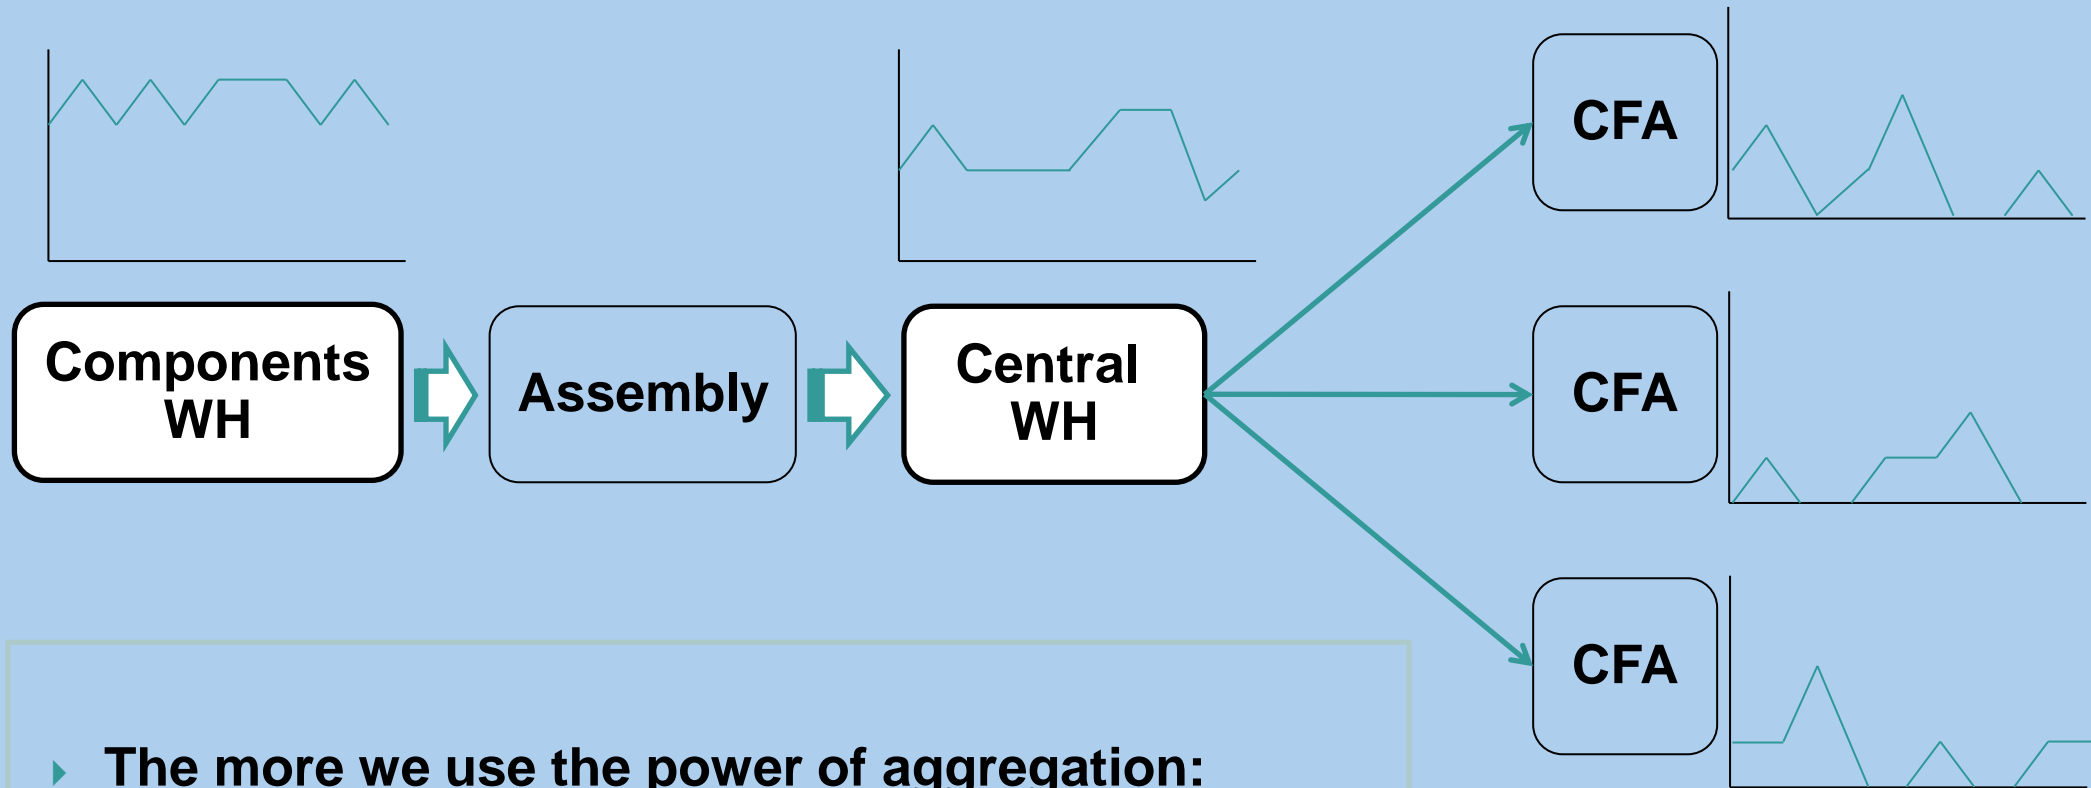 Components
WH
Assembly
Central
WH
CFA
CFA
CFA
The more we use the power of aggregation: